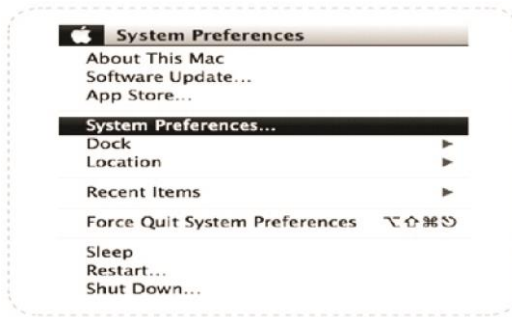 System Preferences
About This Mac
Software Update...
App Store...
System Preferences...
Dock ▶
Location ▶
Recent Items ▶
Force Quit System Preferences ⌥⇧⌘⎋
Sleep
Restart...
Shut Down...